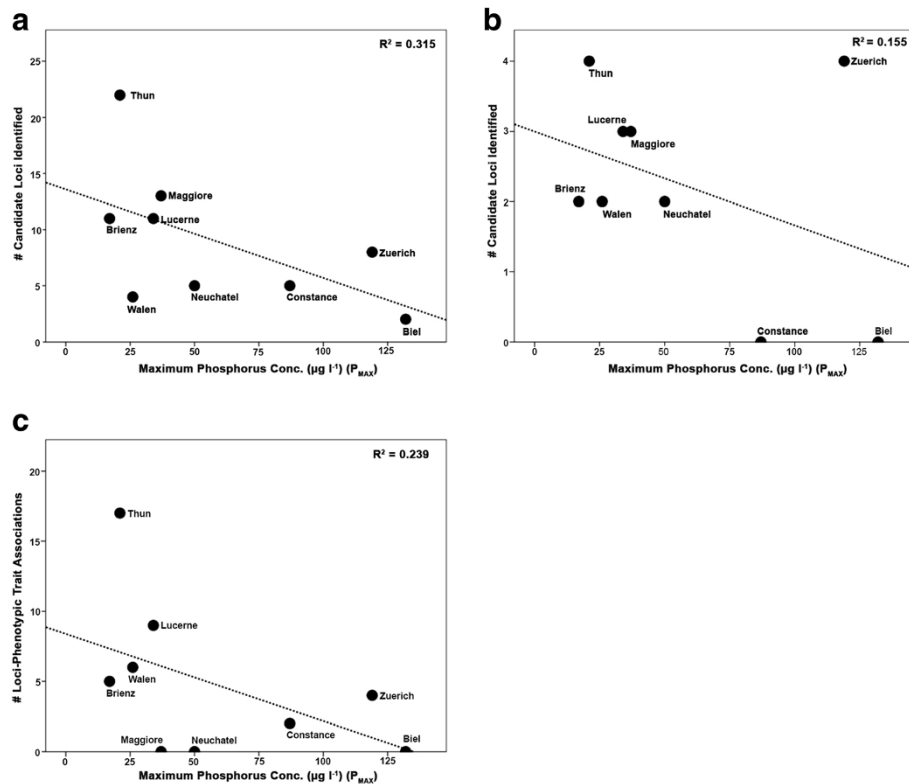 a
R² = 0.315
# Candidate Loci Identified
25
20
15
10
5
0
Thun
Maggiore
Brienz
Lucerne
Zuerich
Walen
Neuchatel
Constance
Biel
0 25 50 75 100 125
Maximum Phosphorus Conc. (µg l⁻¹) (P_MAX)
b
R² = 0.155
# Candidate Loci Identified
4
3
2
1
0
Thun
Zuerich
Lucerne
Maggiore
Brienz
Walen
Neuchatel
Constance
Biel
0 25 50 75 100 125
Maximum Phosphorus Conc. (µg l⁻¹) (P_MAX)
c
R² = 0.239
# Loci-Phenotypic Trait Associations
20
15
10
5
0
Thun
Lucerne
Walen
Brienz
Zuerich
Maggiore
Neuchatel
Constance
Biel
0 25 50 75 100 125
Maximum Phosphorus Conc. (µg l⁻¹) (P_MAX)